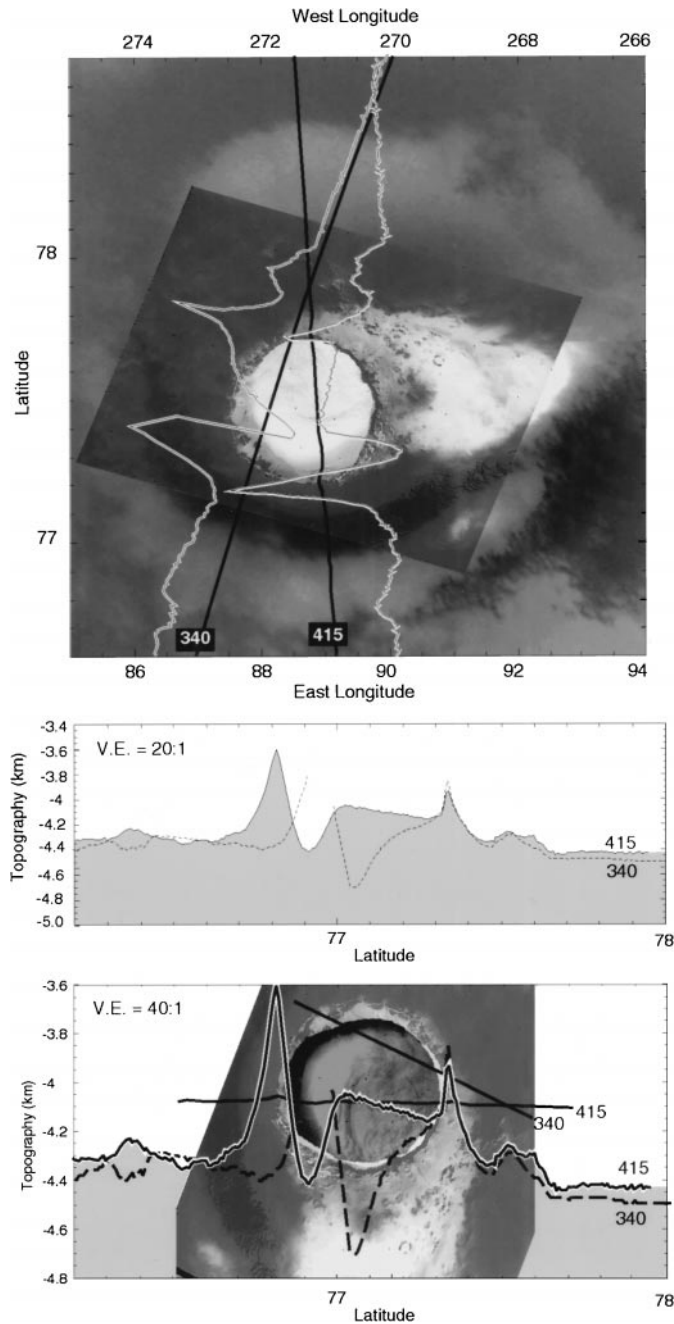 West Longitude
274 272 270 268 266
78
Latitude
77
340 415
86 88 90 92 94
East Longitude
-3.4
V.E. = 20:1
-3.6
-3.8
-4
-4.2
-4.4
-4.6
-4.8
-5.0
Topography (km)
415
340
77 78
Latitude
-3.6
V.E. = 40:1
-3.8
-4
-4.2
-4.4
-4.6
-4.8
Topography (km)
415
340
415
340
77 78
Latitude